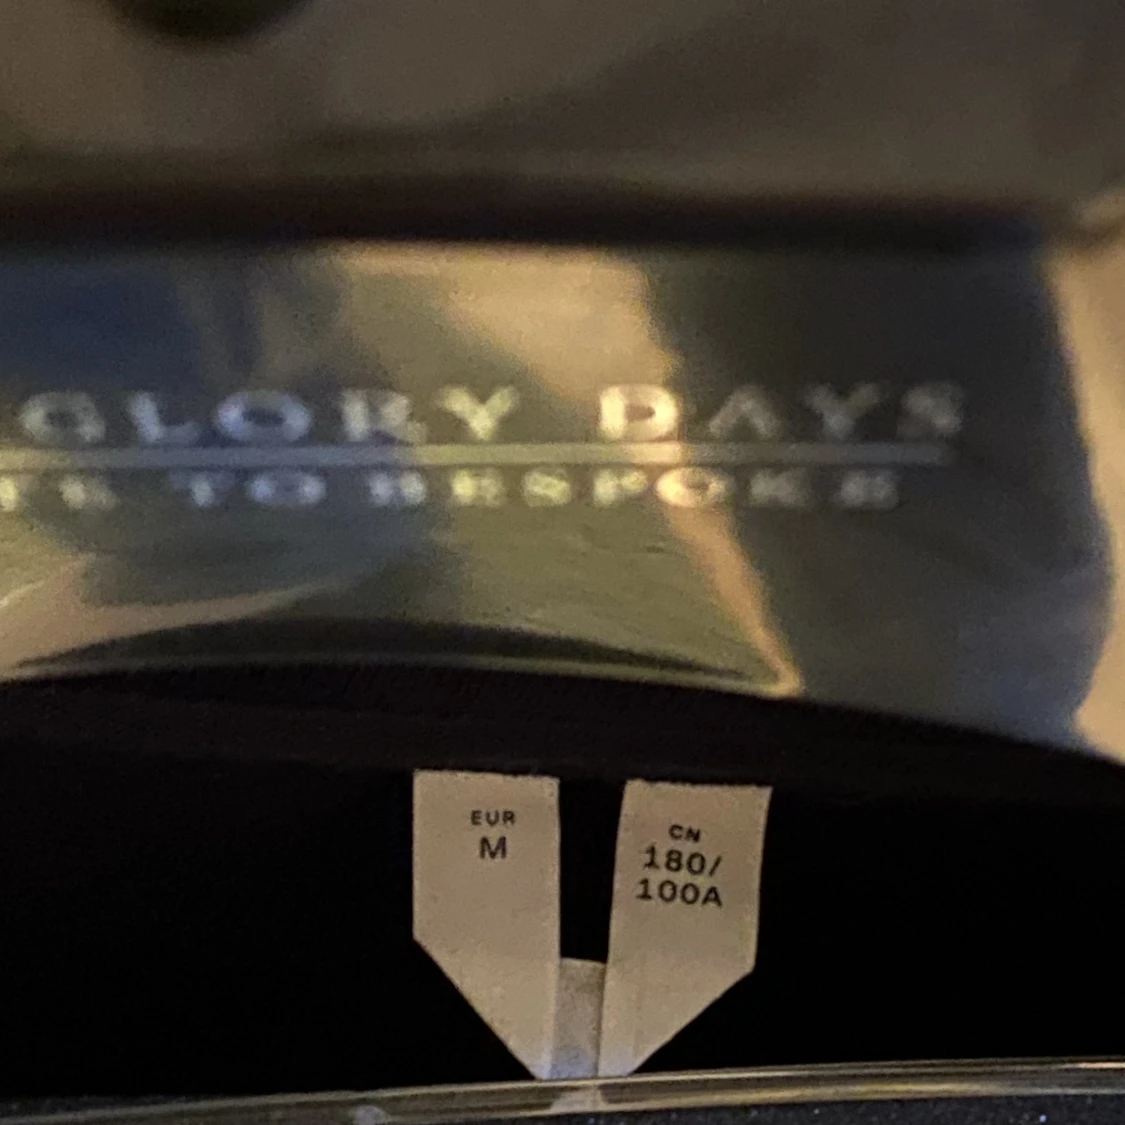 GLORY DAYS
TO BESPOKE
EUR
M
CN
180/
100A